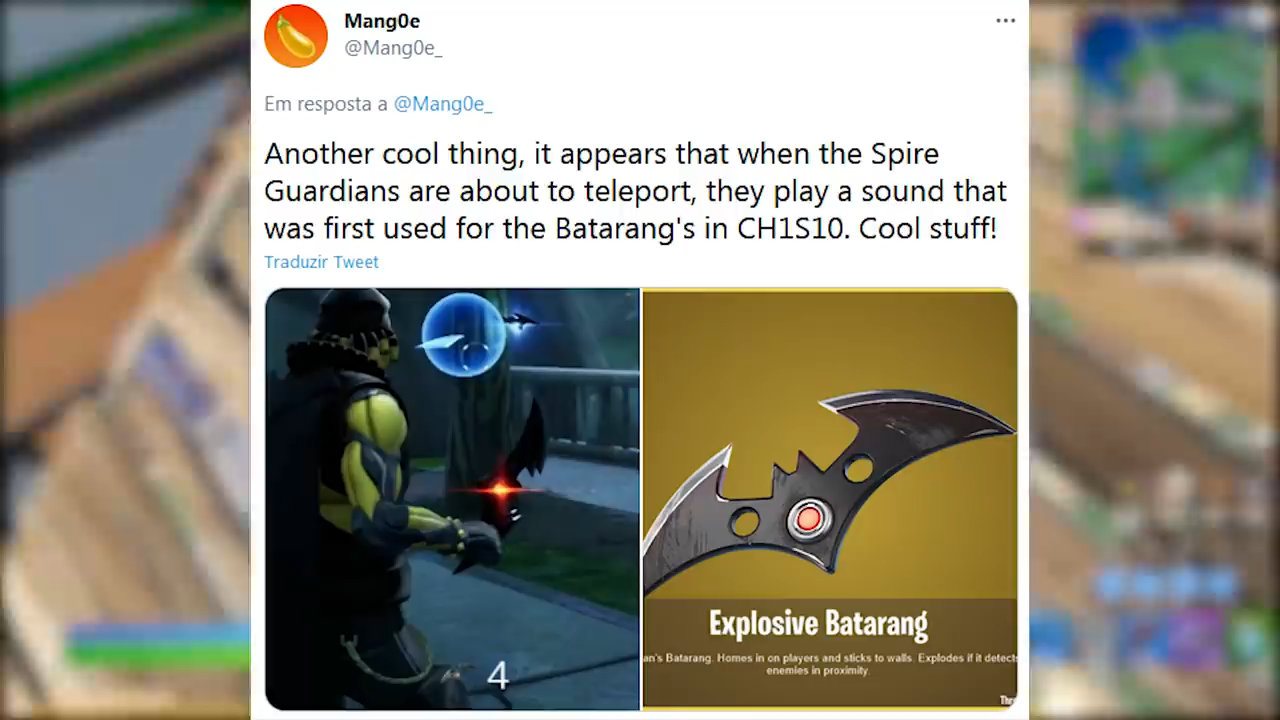 Mang0e
@Mang0e_
Em resposta a @Mang0e_
Another cool thing, it appears that when the Spire
Guardians are about to teleport, they play a sound that
was first used for the Batarang's in CH1S10. Cool stuff!
Traduzir Tweet
4
Explosive Batarang
an's Batarang. Homes in on players and sticks to walls. Explodes if it detects
enemies in proximity.